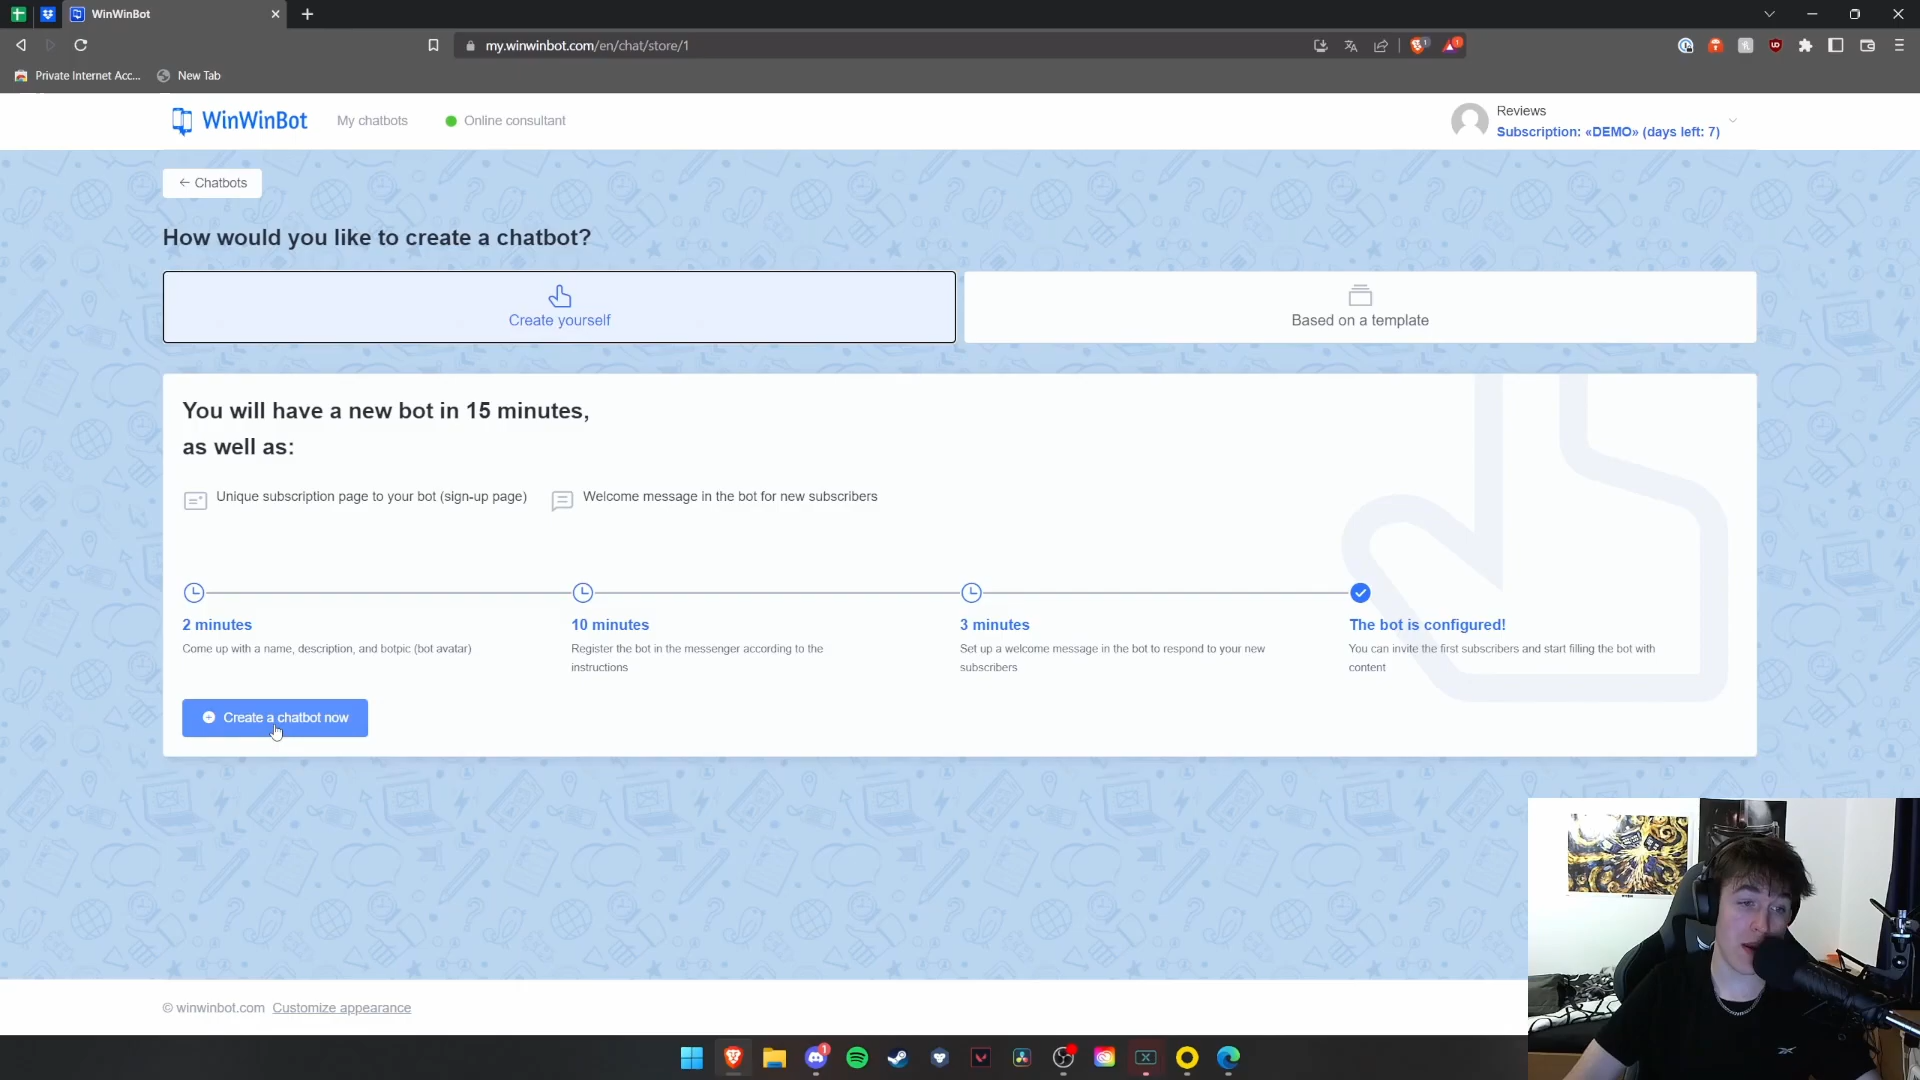 WinWinBot
my.winwinbot.com/en/chat/store/1
Private Internet Acc...
New Tab
WinWinBot
My chatbots
Online consultant
Reviews
Subscription: «DEMO» (days left: 7)
← Chatbots
How would you like to create a chatbot?
Create yourself
Based on a template
You will have a new bot in 15 minutes,
as well as:
Unique subscription page to your bot (sign-up page)
Welcome message in the bot for new subscribers
2 minutes
Come up with a name, description, and botpic (bot avatar)
10 minutes
Register the bot in the messenger according to the
instructions
3 minutes
Set up a welcome message in the bot to respond to your new
subscribers
The bot is configured!
You can invite the first subscribers and start filling the bot with
content
Create a chatbot now
© winwinbot.com Customize appearance